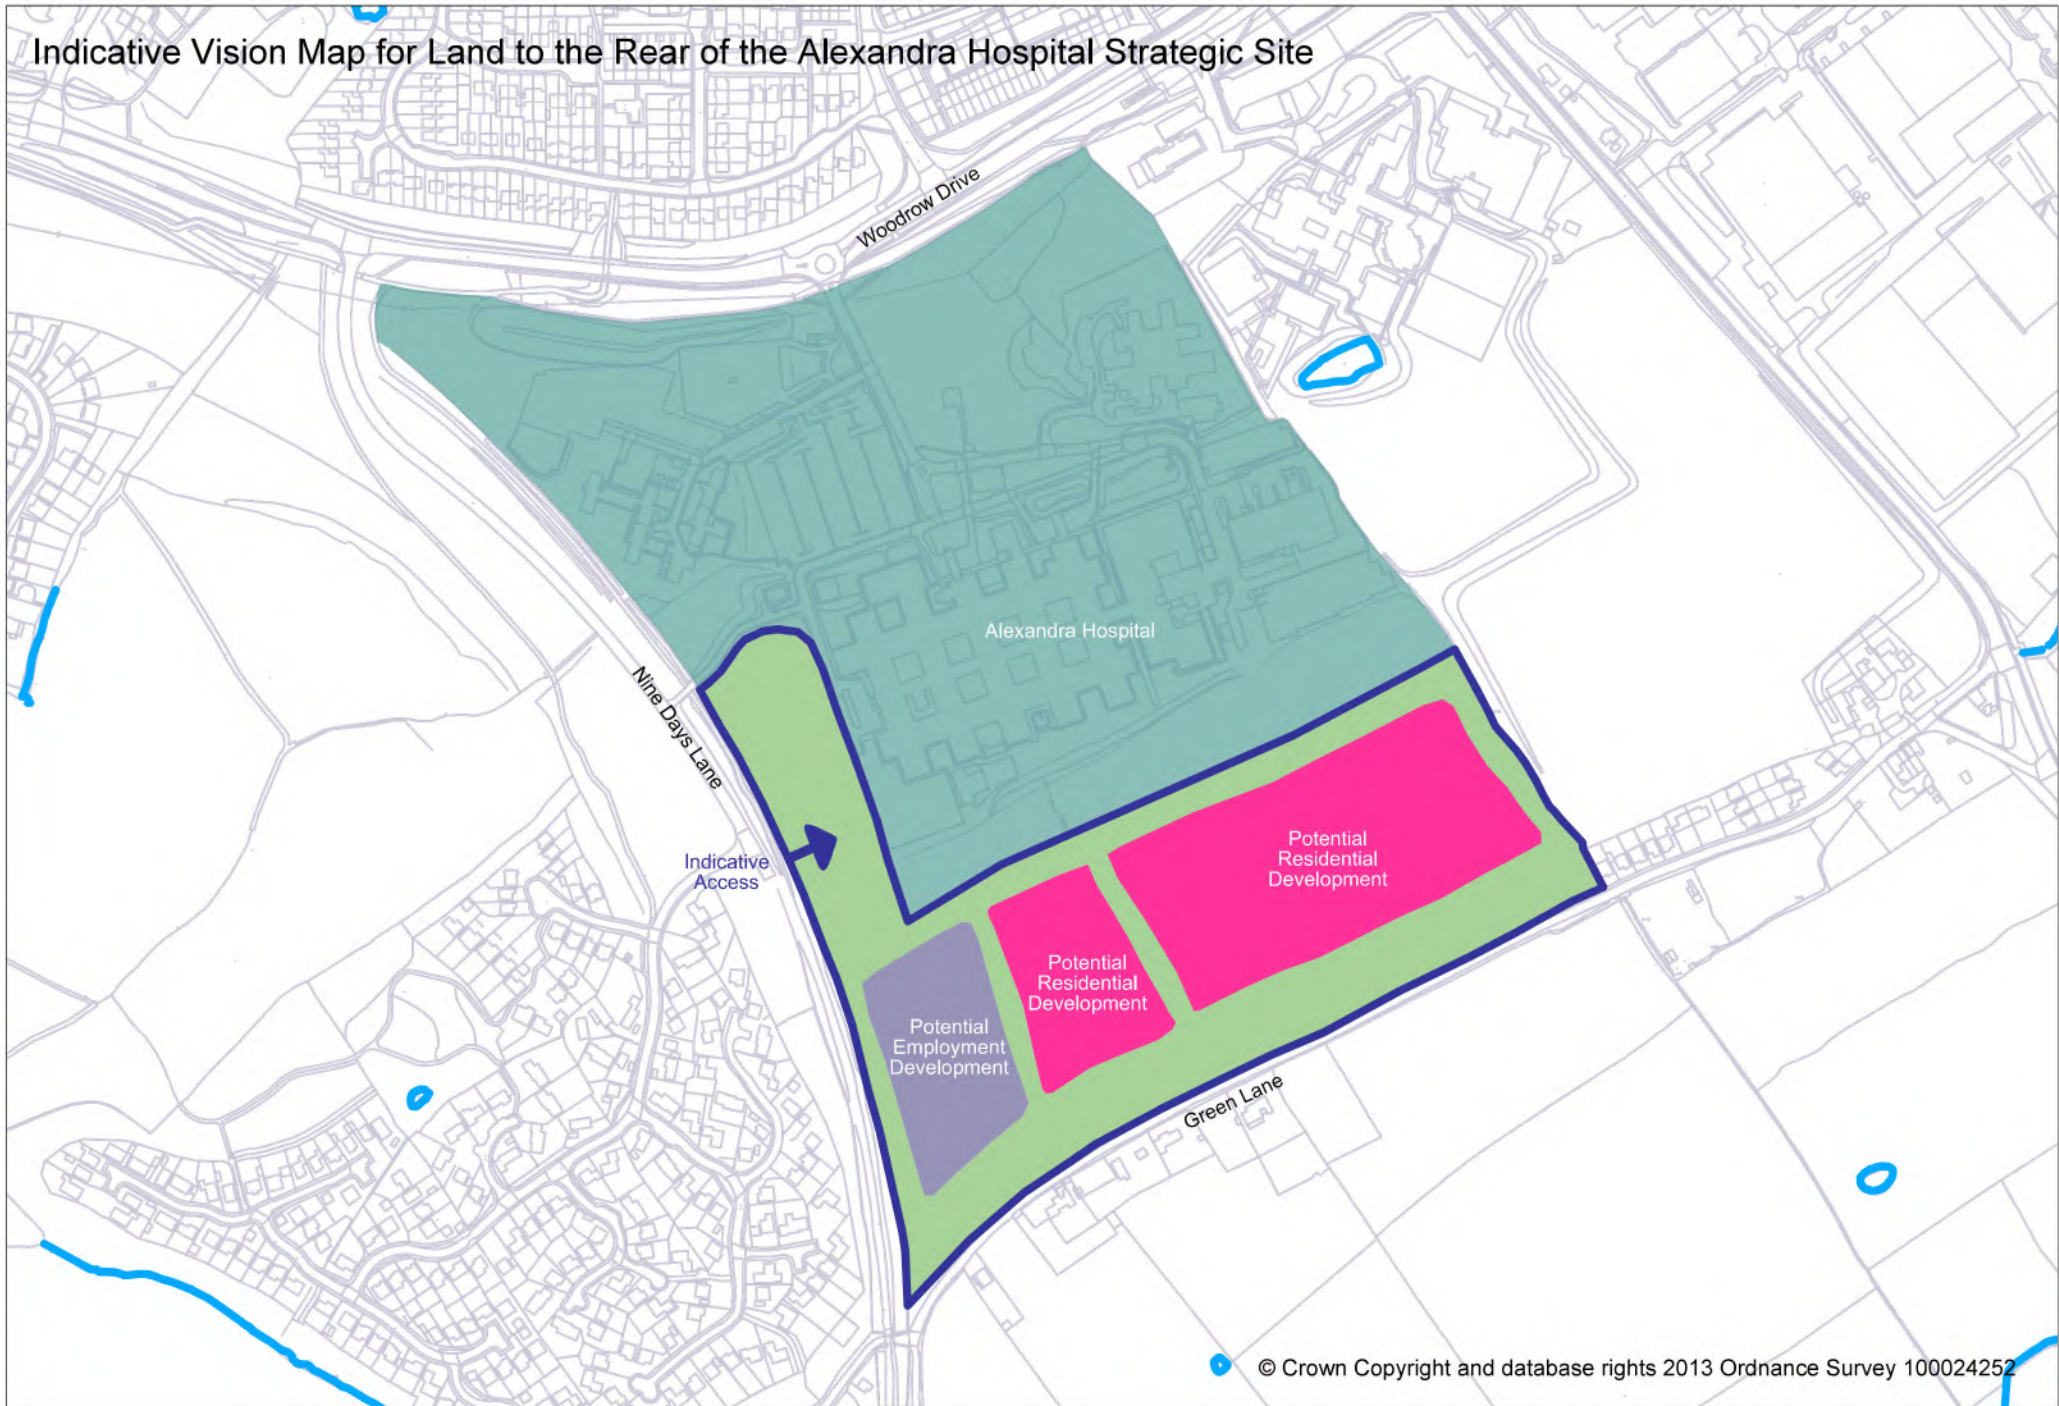 Indicative Vision Map for Land to the Rear of the Alexandra Hospital Strategic Site
Woodrow Drive
Alexandra Hospital
Nine Days Lane
Indicative
Access
Potential
Residential
Development
Potential
Residential
Development
Potential
Employment
Development
Green Lane
© Crown Copyright and database rights 2013 Ordnance Survey 100024252